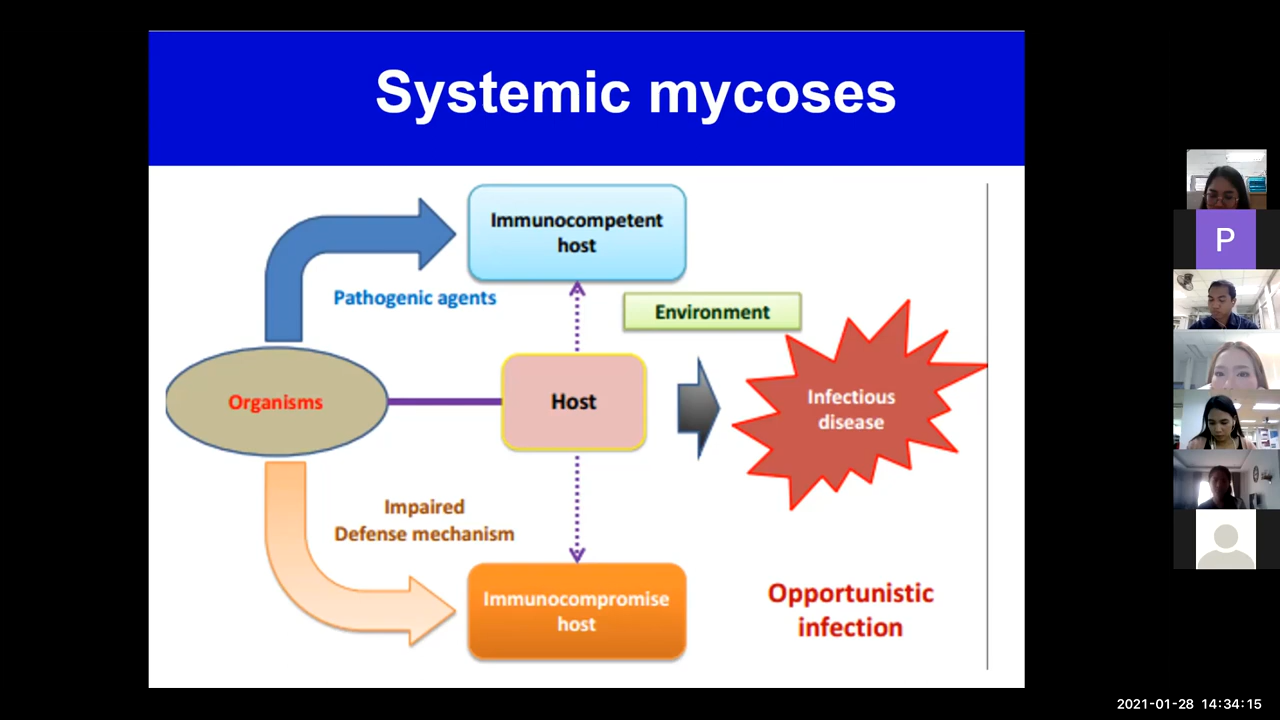 Systemic mycoses
Immunocompetent
host
Pathogenic agents
Environment
Organisms
Host
Infectious
disease
Impaired
Defense mechanism
Immunocompromise
host
Opportunistic
infection
P
2021-01-28 14:34:15